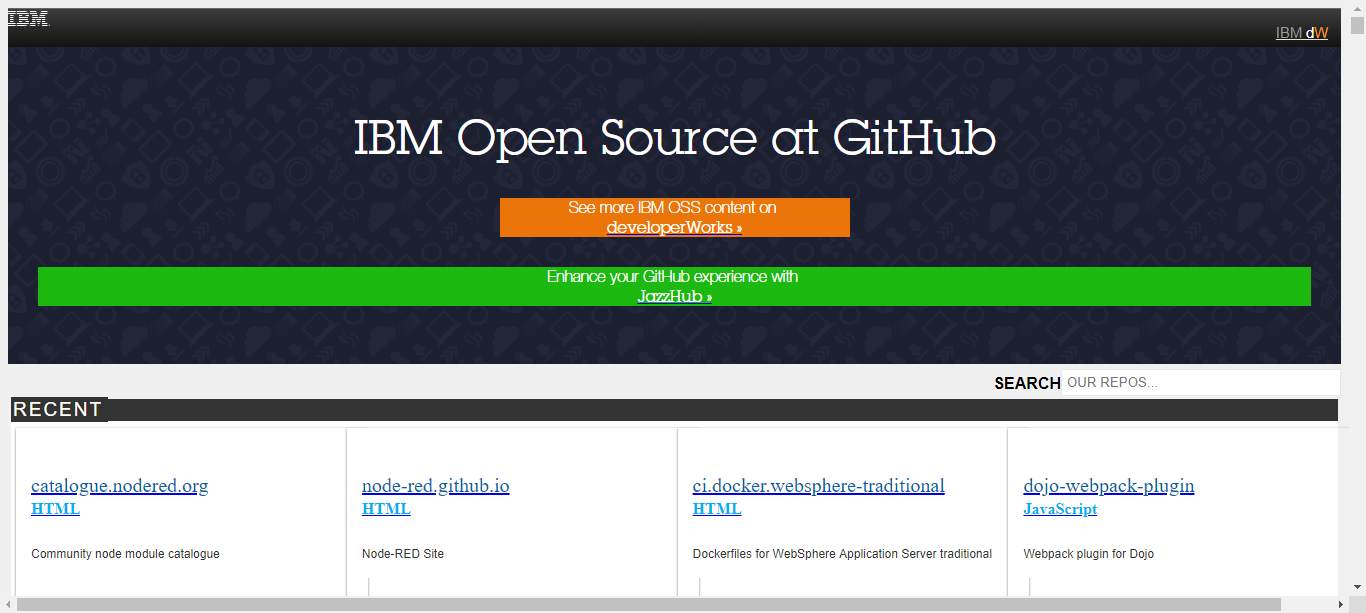 IBM
IBM dW
IBM Open Source at GitHub
See more IBM OSS content on
developerWorks »
Enhance your GitHub experience with
JazzHub »
SEARCH OUR REPOS...
RECENT
catalogue.nodered.org
HTML
Community node module catalogue
node-red.github.io
HTML
Node-RED Site
ci.docker.websphere-traditional
HTML
Dockerfiles for WebSphere Application Server traditional
dojo-webpack-plugin
JavaScript
Webpack plugin for Dojo